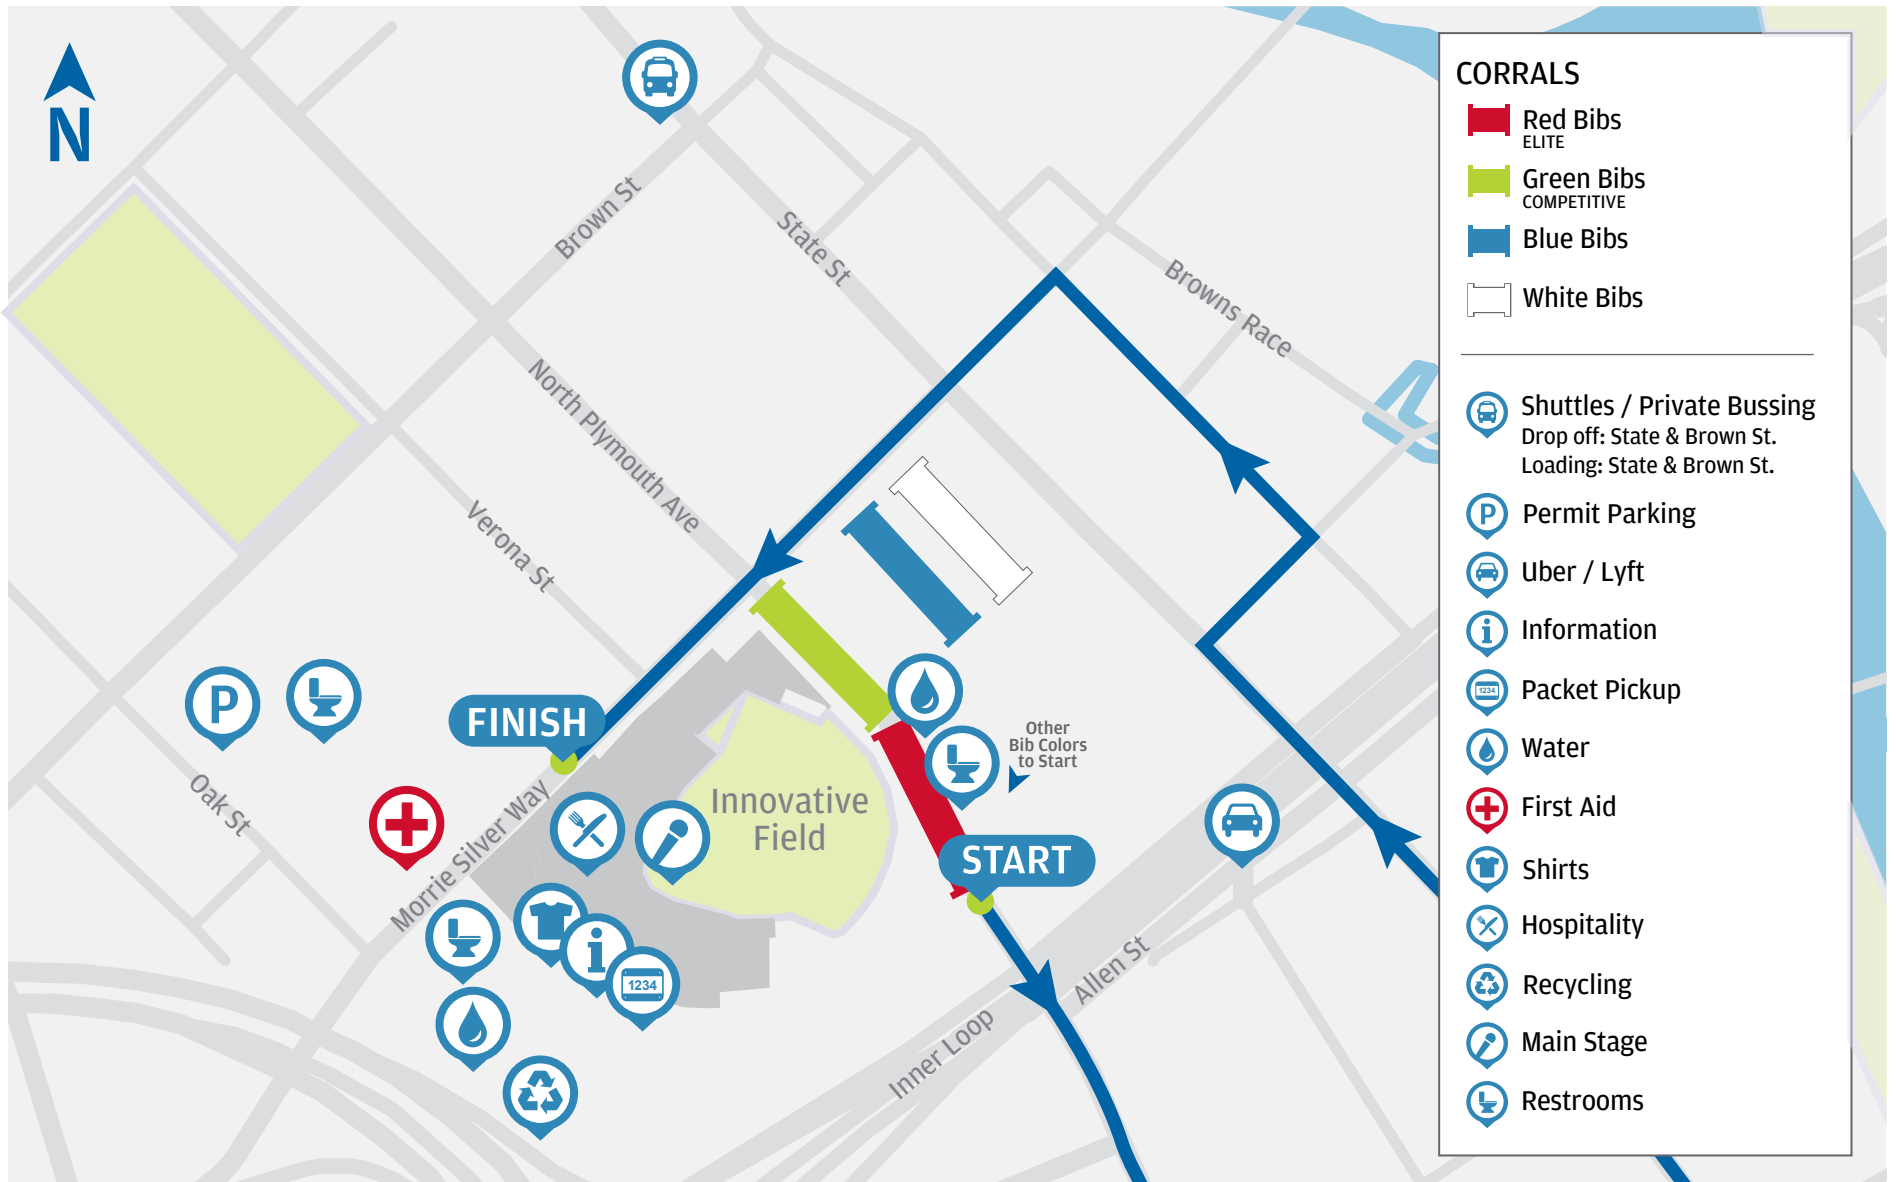 N
Brown St
State St
Browns Race
North Plymouth Ave
Verona St
Oak St
Morrie Silver Way
P
FINISH
Innovative
Field
Other
Bib Colors
to Start
START
1234
Allen St
Inner Loop
CORRALS
Red Bibs
ELITE
Green Bibs
COMPETITIVE
Blue Bibs
White Bibs
Shuttles / Private Bussing
Drop off: State & Brown St.
Loading: State & Brown St.
P
Permit Parking
Uber / Lyft
i
Information
1234
Packet Pickup
Water
First Aid
Shirts
Hospitality
Recycling
Main Stage
Restrooms